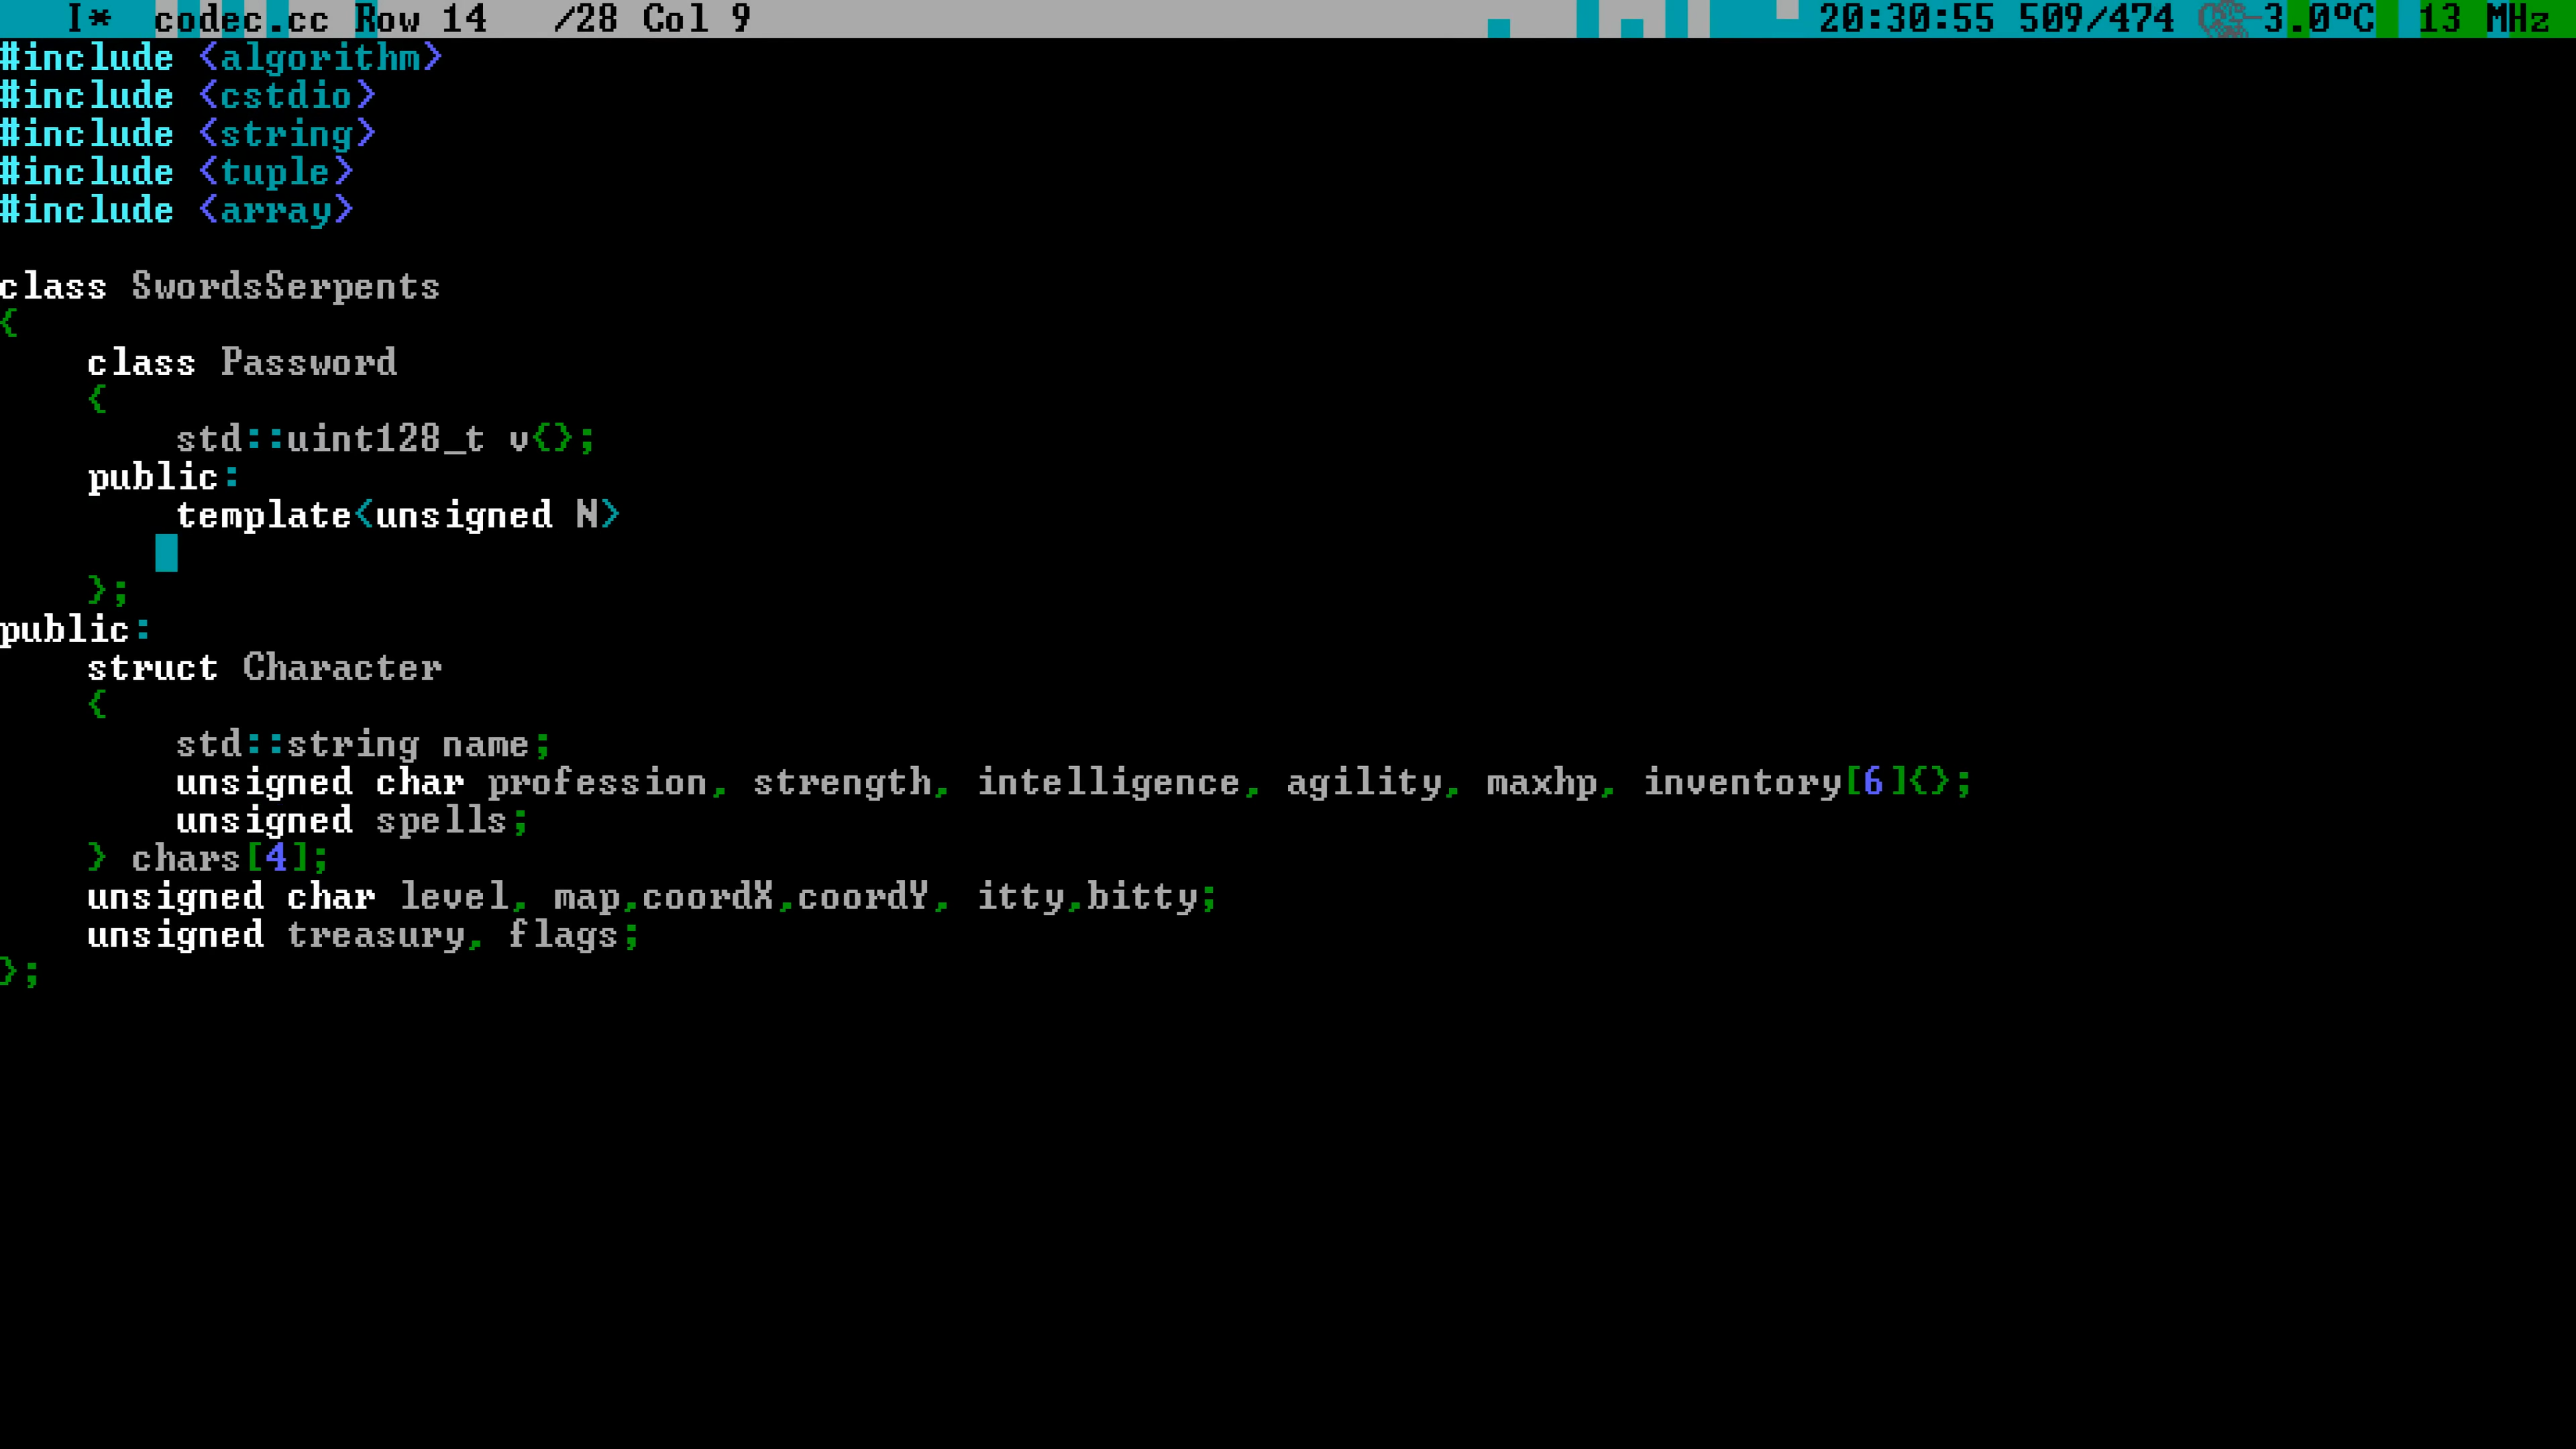 I* codec.cc Row 14 /28 Col 9 20:30:55 509/474 3.0ºC 13 MHz
#include <algorithm>
#include <cstdio>
#include <string>
#include <tuple>
#include <array>
class SwordsSerpents
{
class Password
{
std::uint128_t v{};
public:
template<unsigned N>
};
public:
struct Character
{
std::string name;
unsigned char profession, strength, intelligence, agility, maxhp, inventory[6]{};
unsigned spells;
} chars[4];
unsigned char level, map,coordX,coordY, itty,bitty;
unsigned treasury, flags;
};